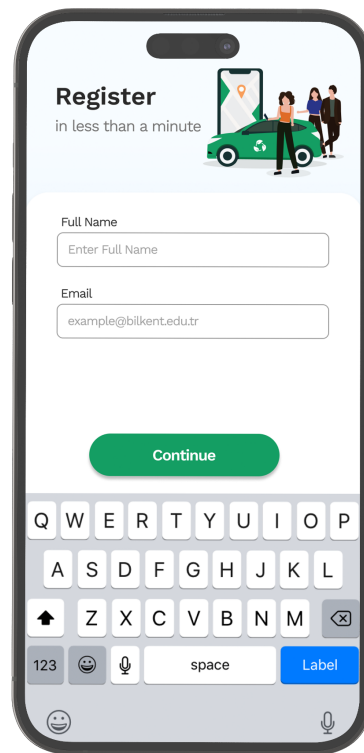 Register
in less than a minute
Full Name
Enter Full Name
Email
example@bilkent.edu.tr
Continue
Q W E R T Y U I O P
A S D F G H J K L
Z X C V B N M
123 space Label